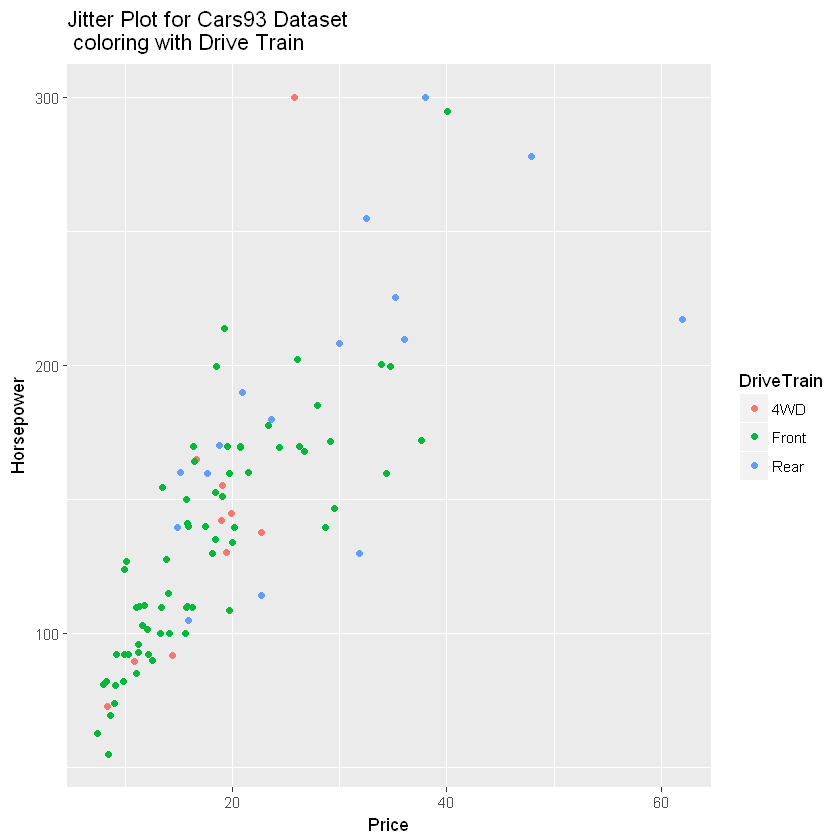 Jitter Plot for Cars93 Dataset
coloring with Drive Train
300
200
100
Horsepower
20
40
60
Price
DriveTrain
4WD
Front
Rear